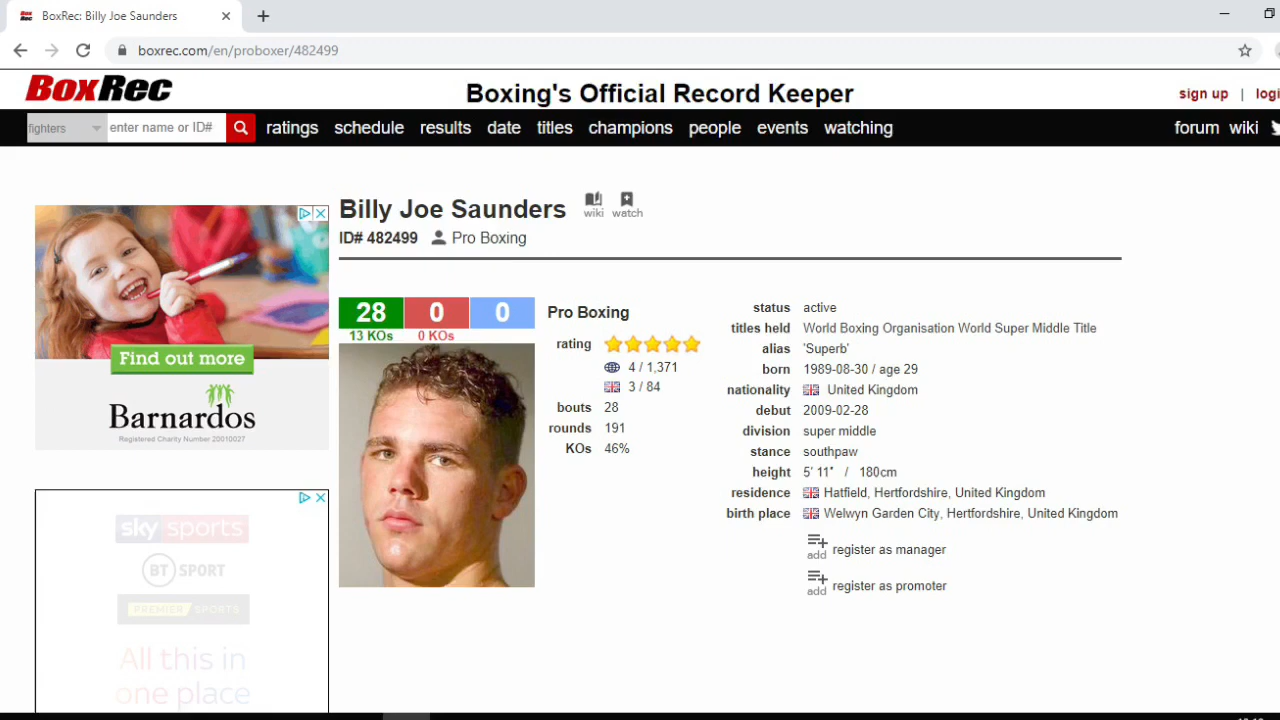 BoxRec: Billy Joe Saunders
boxrec.com/en/proboxer/482499
BoxRec
Boxing's Official Record Keeper
sign up | logi
fighters enter name or ID# ratings schedule results date titles champions people events watching forum wiki
Billy Joe Saunders
wiki watch
ID# 482499 Pro Boxing
Find out more
Barnardos
Registered Charity Number 20010027
sky sports
BT SPORT
PREMIER SPORTS
All this in
one place
28 0 0
13 KOs 0 KOs
Pro Boxing
rating
4 / 1,371
3 / 84
bouts 28
rounds 191
KOs 46%
status active
titles held World Boxing Organisation World Super Middle Title
alias 'Superb'
born 1989-08-30 / age 29
nationality United Kingdom
debut 2009-02-28
division super middle
stance southpaw
height 5′ 11″ / 180cm
residence Hatfield, Hertfordshire, United Kingdom
birth place Welwyn Garden City, Hertfordshire, United Kingdom
add register as manager
add register as promoter